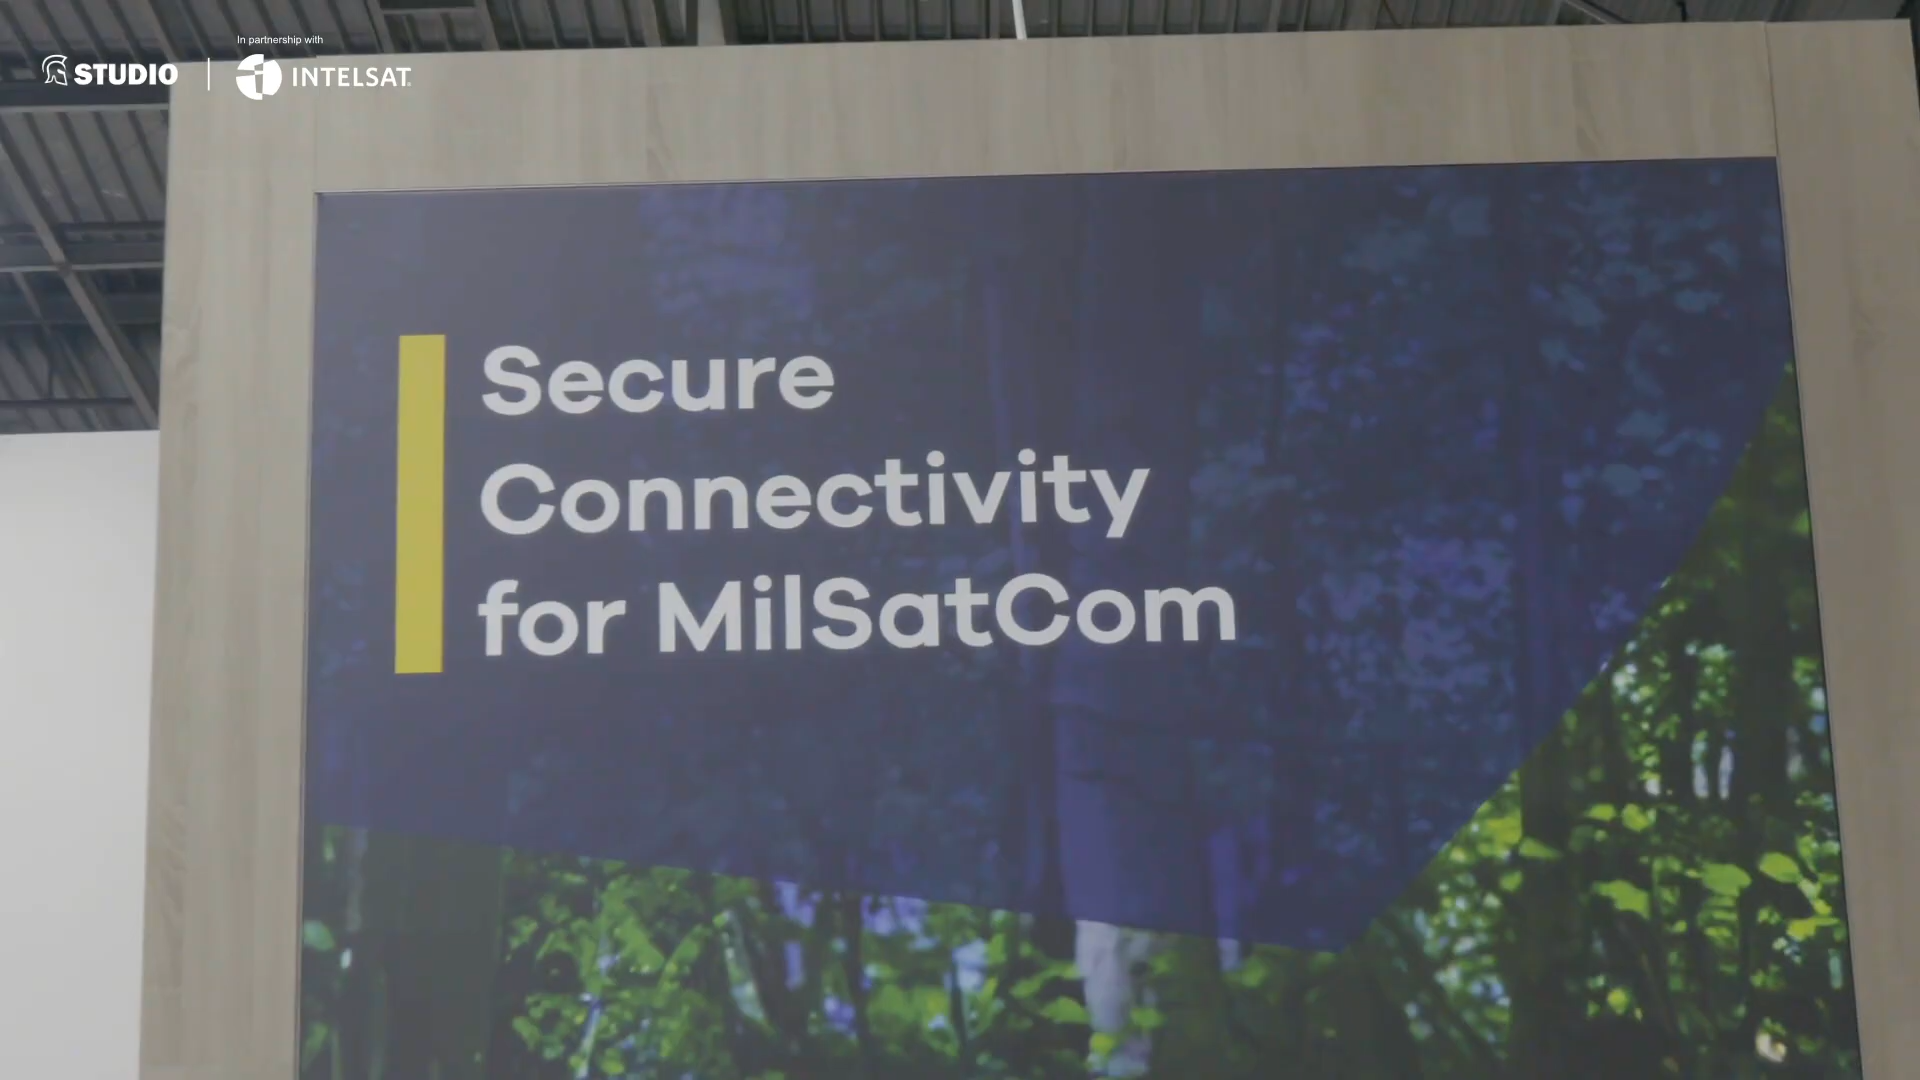 In partnership with
STUDIO
INTELSAT
Secure
Connectivity
for MilSatCom